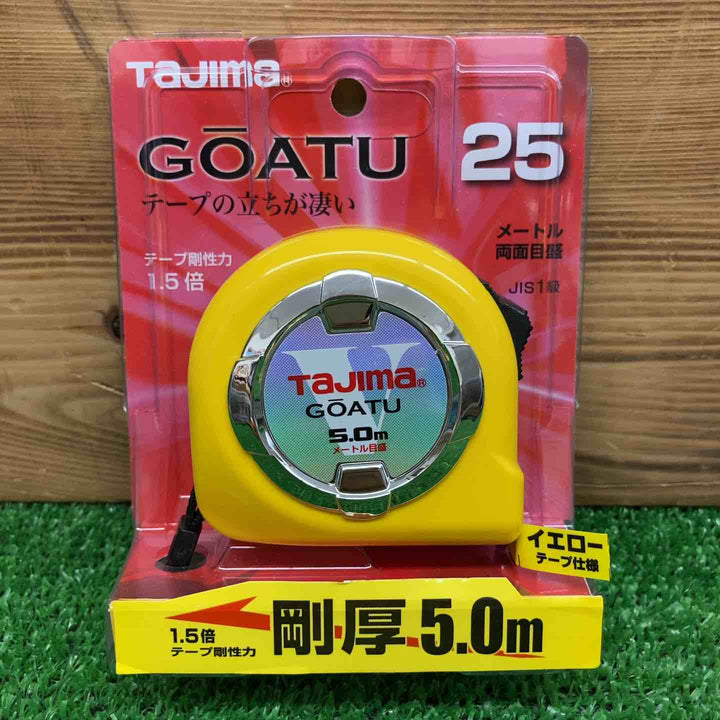 TAJIMA®
GŌATU 25
テープの立ちが凄い
テープ剛性力
1.5倍
メートル
両面目盛
JIS1級
V
TAJIMA®
GŌATU
5.0m
メートル目盛
イエロー
テープ仕様
1.5倍
テープ剛性力
剛厚5.0m